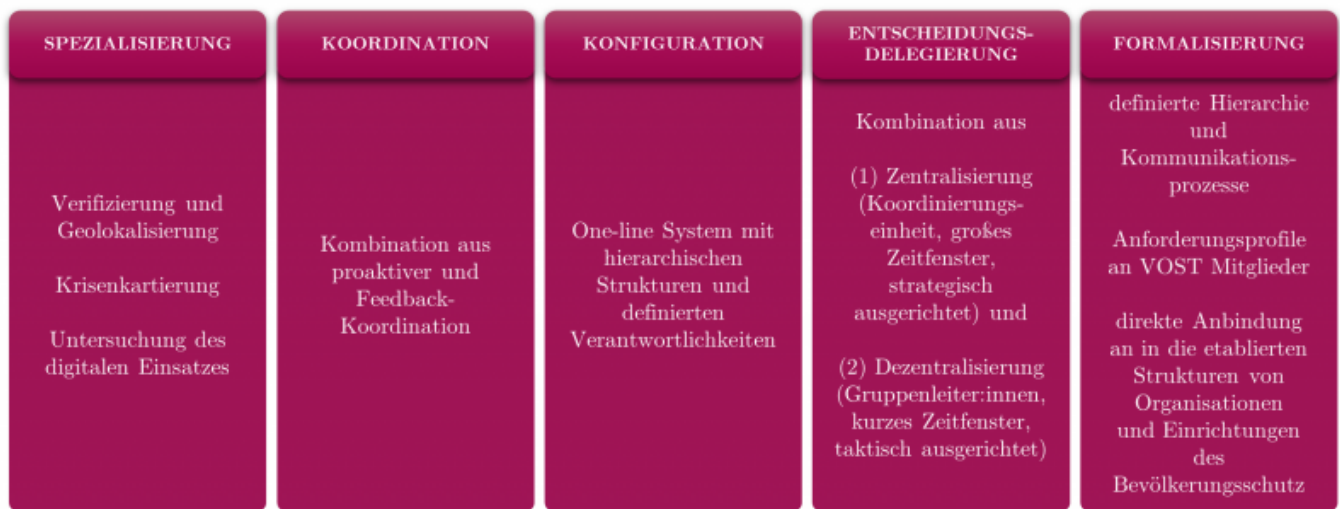 SPEZIALISIERUNG
Verifizierung und
Geolokalisierung
Krisenkartierung
Untersuchung des
digitalen Einsatzes
KOORDINATION
Kombination aus
proaktiver und
Feedback-
Koordination
KONFIGURATION
One-line System mit
hierarchischen
Strukturen und
definierten
Verantwortlichkeiten
ENTSCHEIDUNGS-
DELEGIERUNG
Kombination aus
(1) Zentralisierung
(Koordinierungs-
einheit, großes
Zeitfenster,
strategisch
ausgerichtet) und
(2) Dezentralisierung
(Gruppenleiter:innen,
kurzes Zeitfenster,
taktisch ausgerichtet)
FORMALISIERUNG
definierte Hierarchie
und
Kommunikations-
prozesse
Anforderungsprofile
an VOST Mitglieder
direkte Anbindung
an in die etablierten
Strukturen von
Organisationen
und Einrichtungen
des
Bevölkerungsschutz